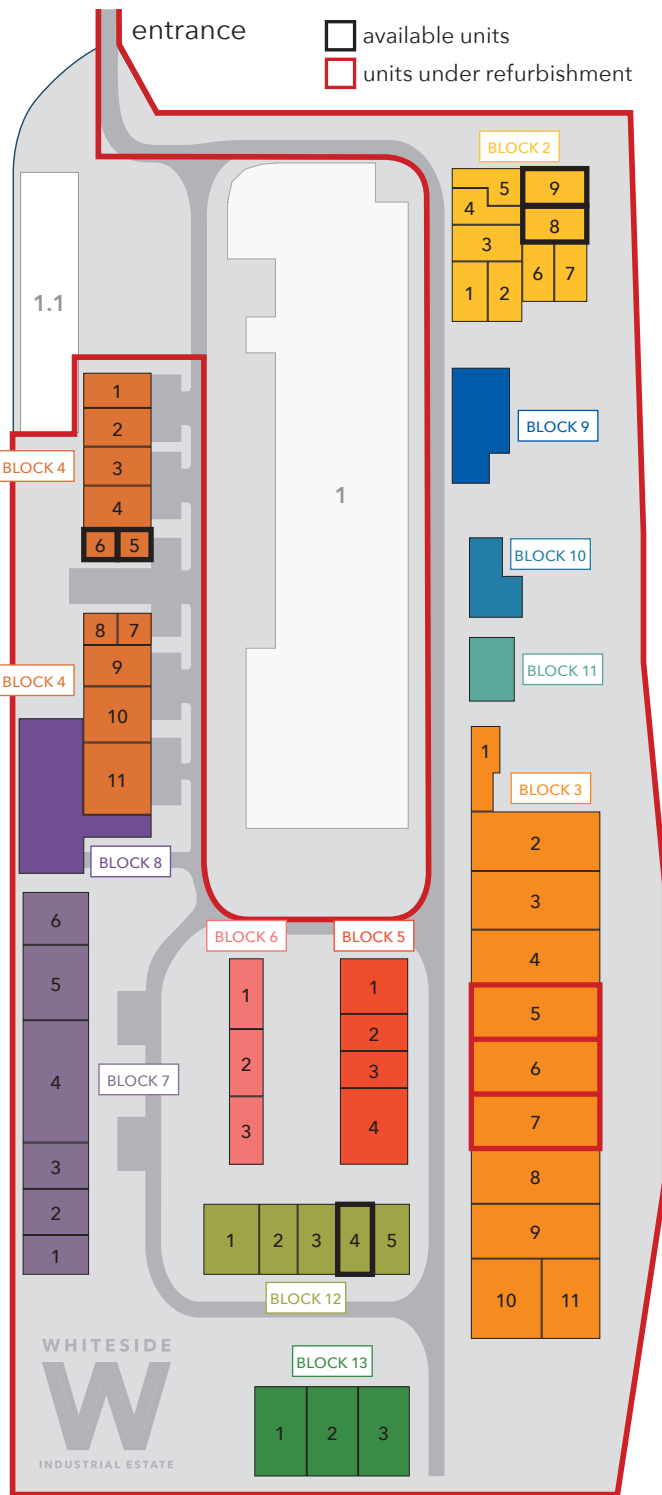 entrance
available units
units under refurbishment
BLOCK 2
5
9
4
8
3
6
7
1
2
1.1
1
2
3
4
6
5
BLOCK 4
1
BLOCK 9
BLOCK 10
BLOCK 11
8
7
9
10
11
BLOCK 4
BLOCK 8
1
BLOCK 3
2
3
4
5
6
7
8
9
10
11
BLOCK 6
1
2
3
BLOCK 5
1
2
3
4
6
5
4
3
2
1
BLOCK 7
1
2
3
4
5
BLOCK 12
BLOCK 13
1
2
3
WHITESIDE
W
INDUSTRIAL ESTATE